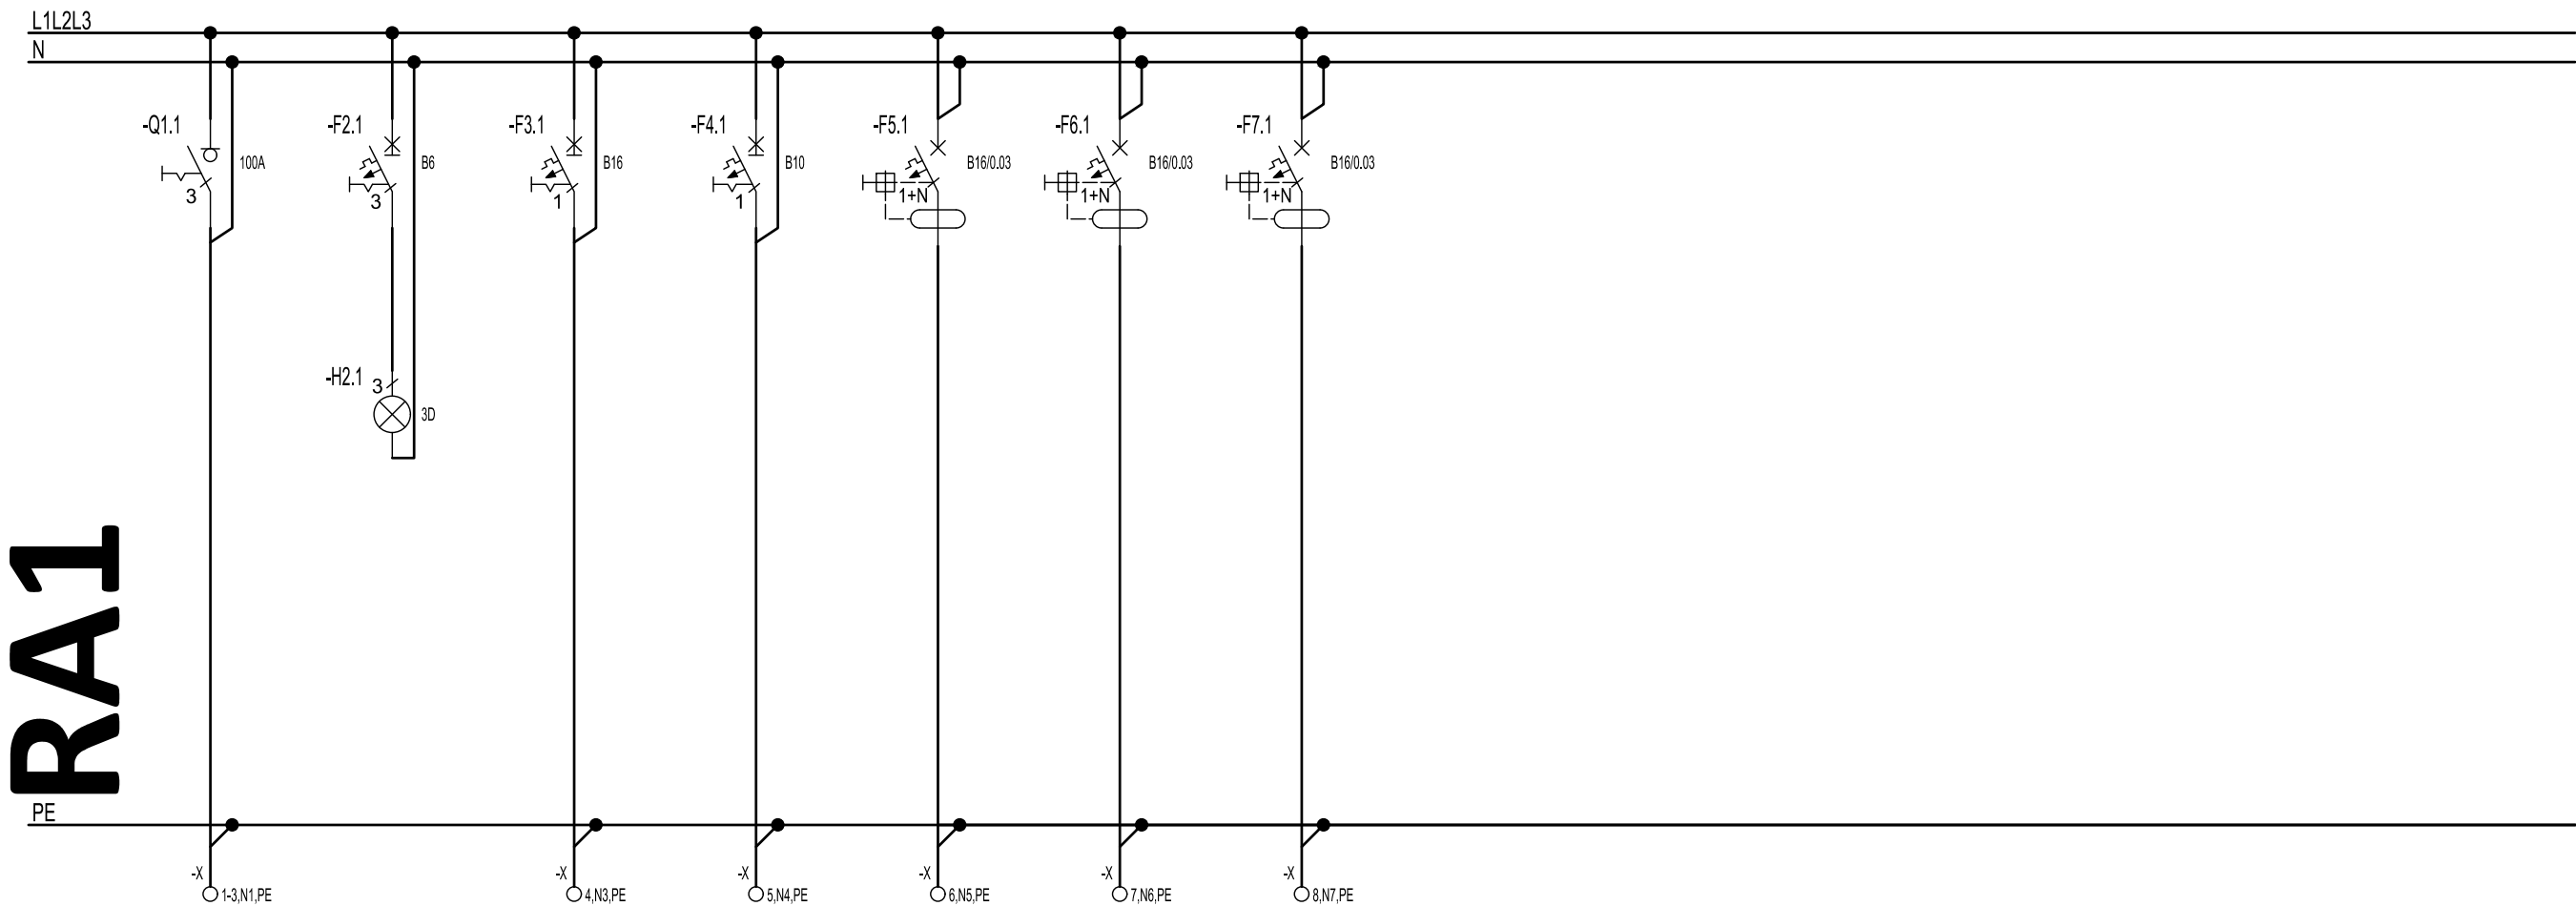 L1L2L3
N
-Q1.1
100A
3
-F2.1
B6
3
-F3.1
B16
1
-F4.1
B10
1
-F5.1
B16/0.03
1+N
-F6.1
B16/0.03
1+N
-F7.1
B16/0.03
1+N
-H2.1
3
3D
RA1
PE
-X
1-3,N1,PE
-X
4,N3,PE
-X
5,N4,PE
-X
6,N5,PE
-X
7,N6,PE
-X
8,N7,PE